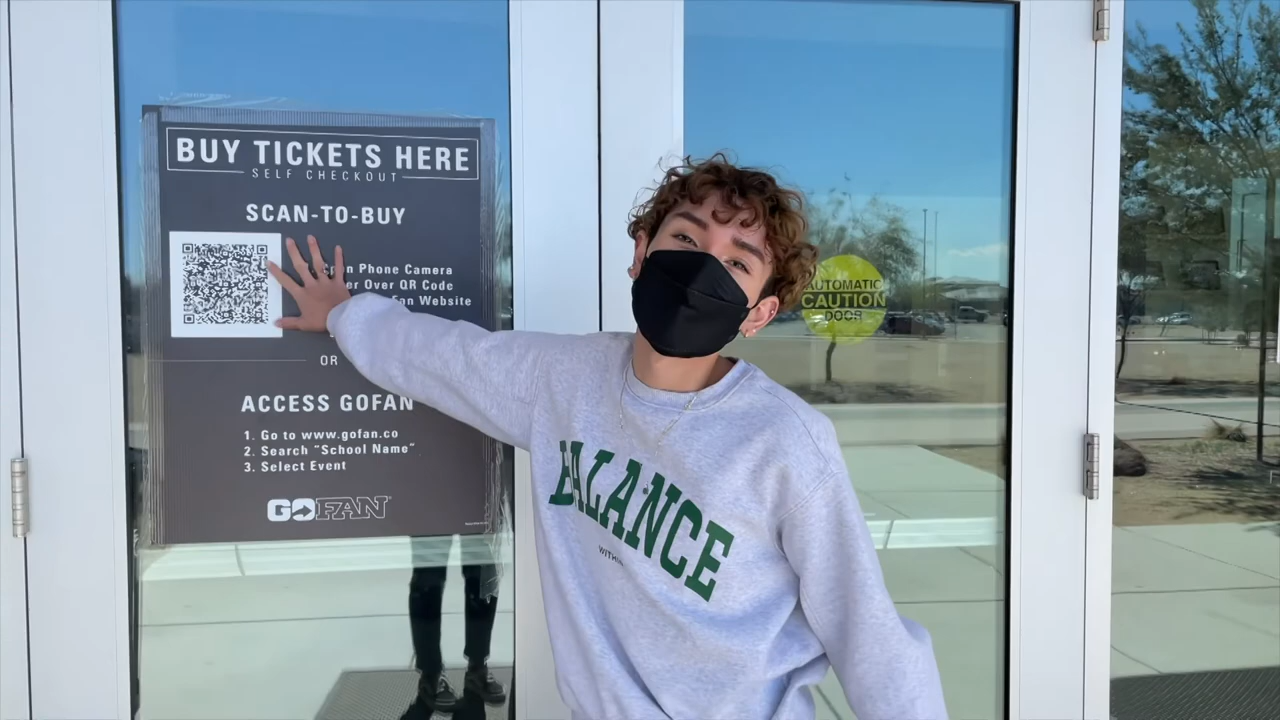 BUY TICKETS HERE
SELF CHECKOUT
SCAN-TO-BUY
Phone Camera
Over QR Code
Fan Website
OR
ACCESS GOFAN
1. Go to www.gofan.co
2. Search "School Name"
3. Select Event
GOFAN
AUTOMATIC
CAUTION
DOOR
BALANCE
WITHIN